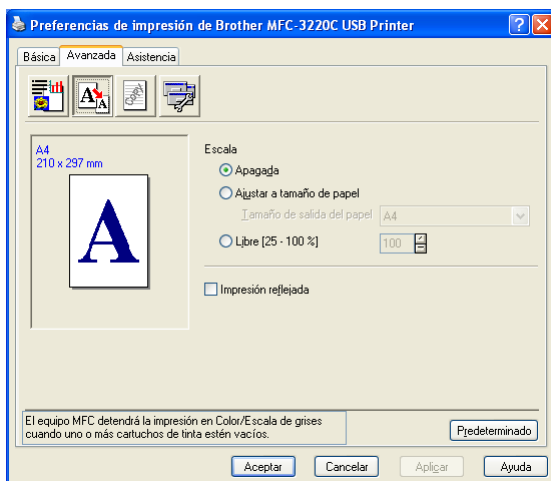 Preferencias de impresión de Brother MFC-3220C USB Printer
Básica Avanzada Asistencia
A4
210 x 297 mm
A
Escala
Apagada
Ajustar a tamaño de papel
Tamaño de salida del papel A4
Libre [25 - 100 %] 100
Impresión reflejada
El equipo MFC detendrá la impresión en Color/Escala de grises
cuando uno o más cartuchos de tinta estén vacíos.
Predeterminado
Aceptar Cancelar Aplicar Ayuda